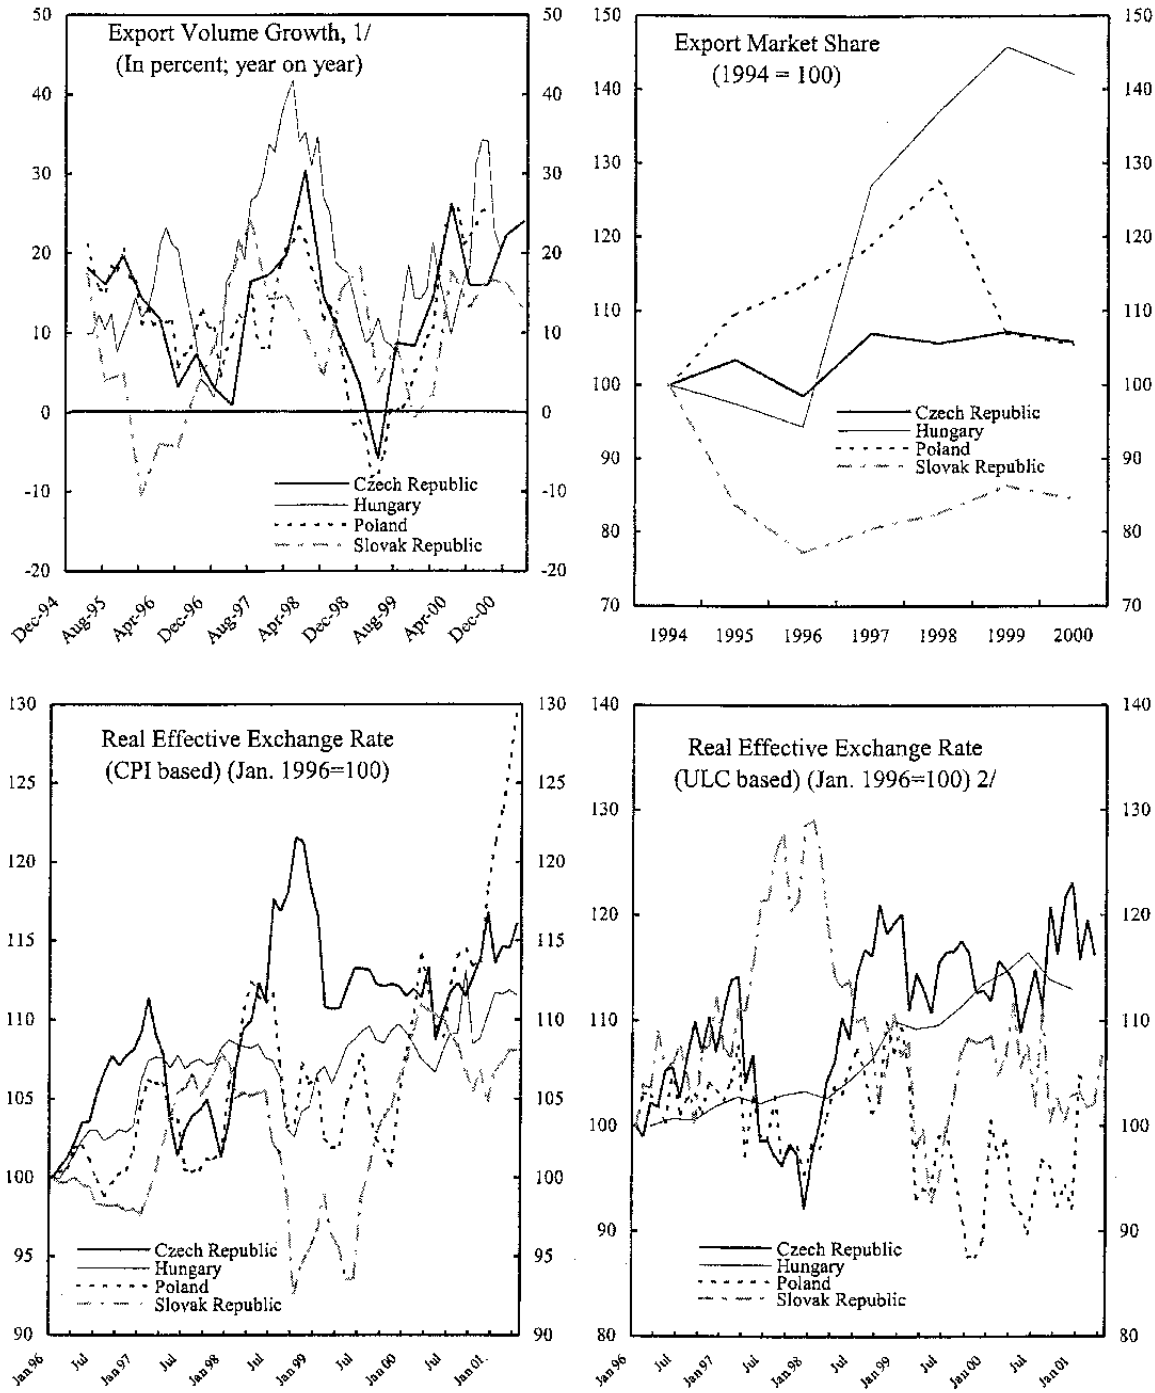 Export Volume Growth, 1/
(In percent; year on year)
50
40
30
20
10
0
-10
-20
50
40
30
20
10
0
-10
-20
Czech Republic
Hungary
Poland
Slovak Republic
Dec-94
Aug-95
Apr-96
Dec-96
Aug-97
Apr-98
Dec-98
Aug-99
Apr-00
Dec-00
Export Market Share
(1994 = 100)
150
140
130
120
110
100
90
80
70
150
140
130
120
110
100
90
80
70
Czech Republic
Hungary
Poland
Slovak Republic
1994 1995 1996 1997 1998 1999 2000
Real Effective Exchange Rate
(CPI based) (Jan. 1996=100)
130
125
120
115
110
105
100
95
90
130
125
120
115
110
105
100
95
90
Czech Republic
Hungary
Poland
Slovak Republic
Jan 96
Jul
Jan 97
Jul
Jan 98
Jul
Jan 99
Jul
Jan 00
Jul
Jan 01.
Real Effective Exchange Rate
(ULC based) (Jan. 1996=100) 2/
140
130
120
110
100
90
80
140
130
120
110
100
90
80
Czech Republic
Hungary
Poland
Slovak Republic
Jan 96
Jul
Jan 97
Jul
Jan 98
Jul
Jan 99
Jul
Jan 00
Jul
Jan 01